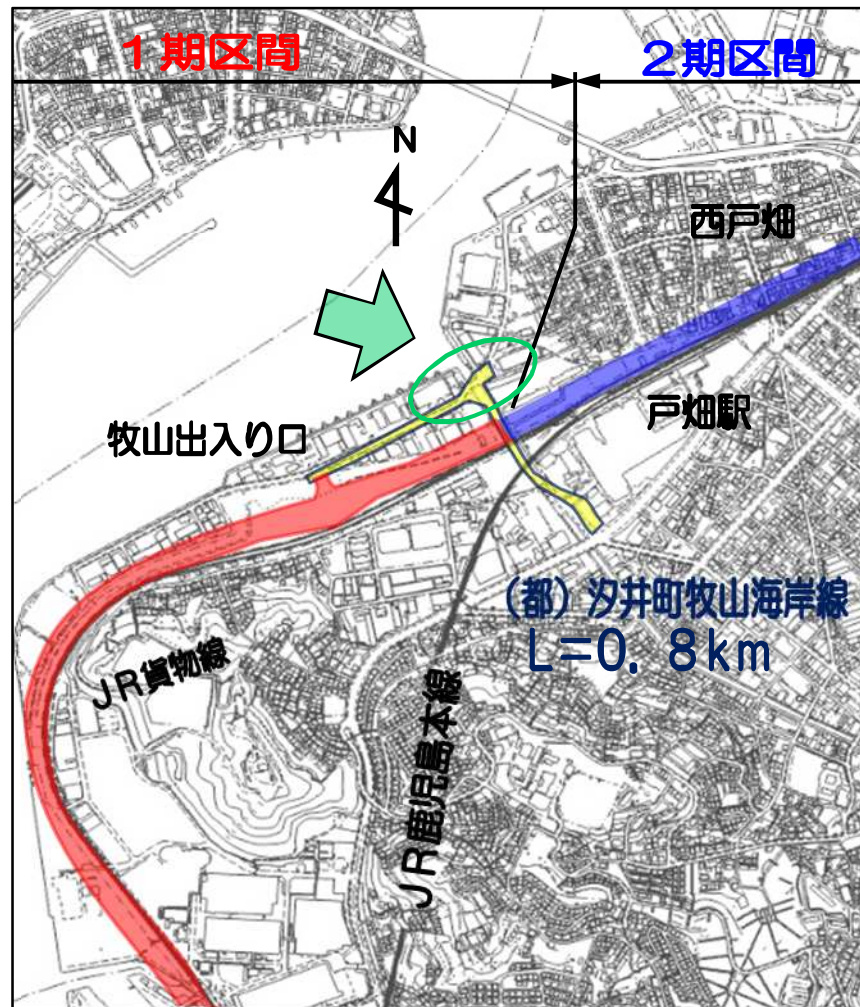 １期区間
２期区間
N
西戸畑
戸畑駅
牧山出入り口
（都）汐井町牧山海岸線
L=0．8km
ＪＲ貨物線
ＪＲ鹿児島本線